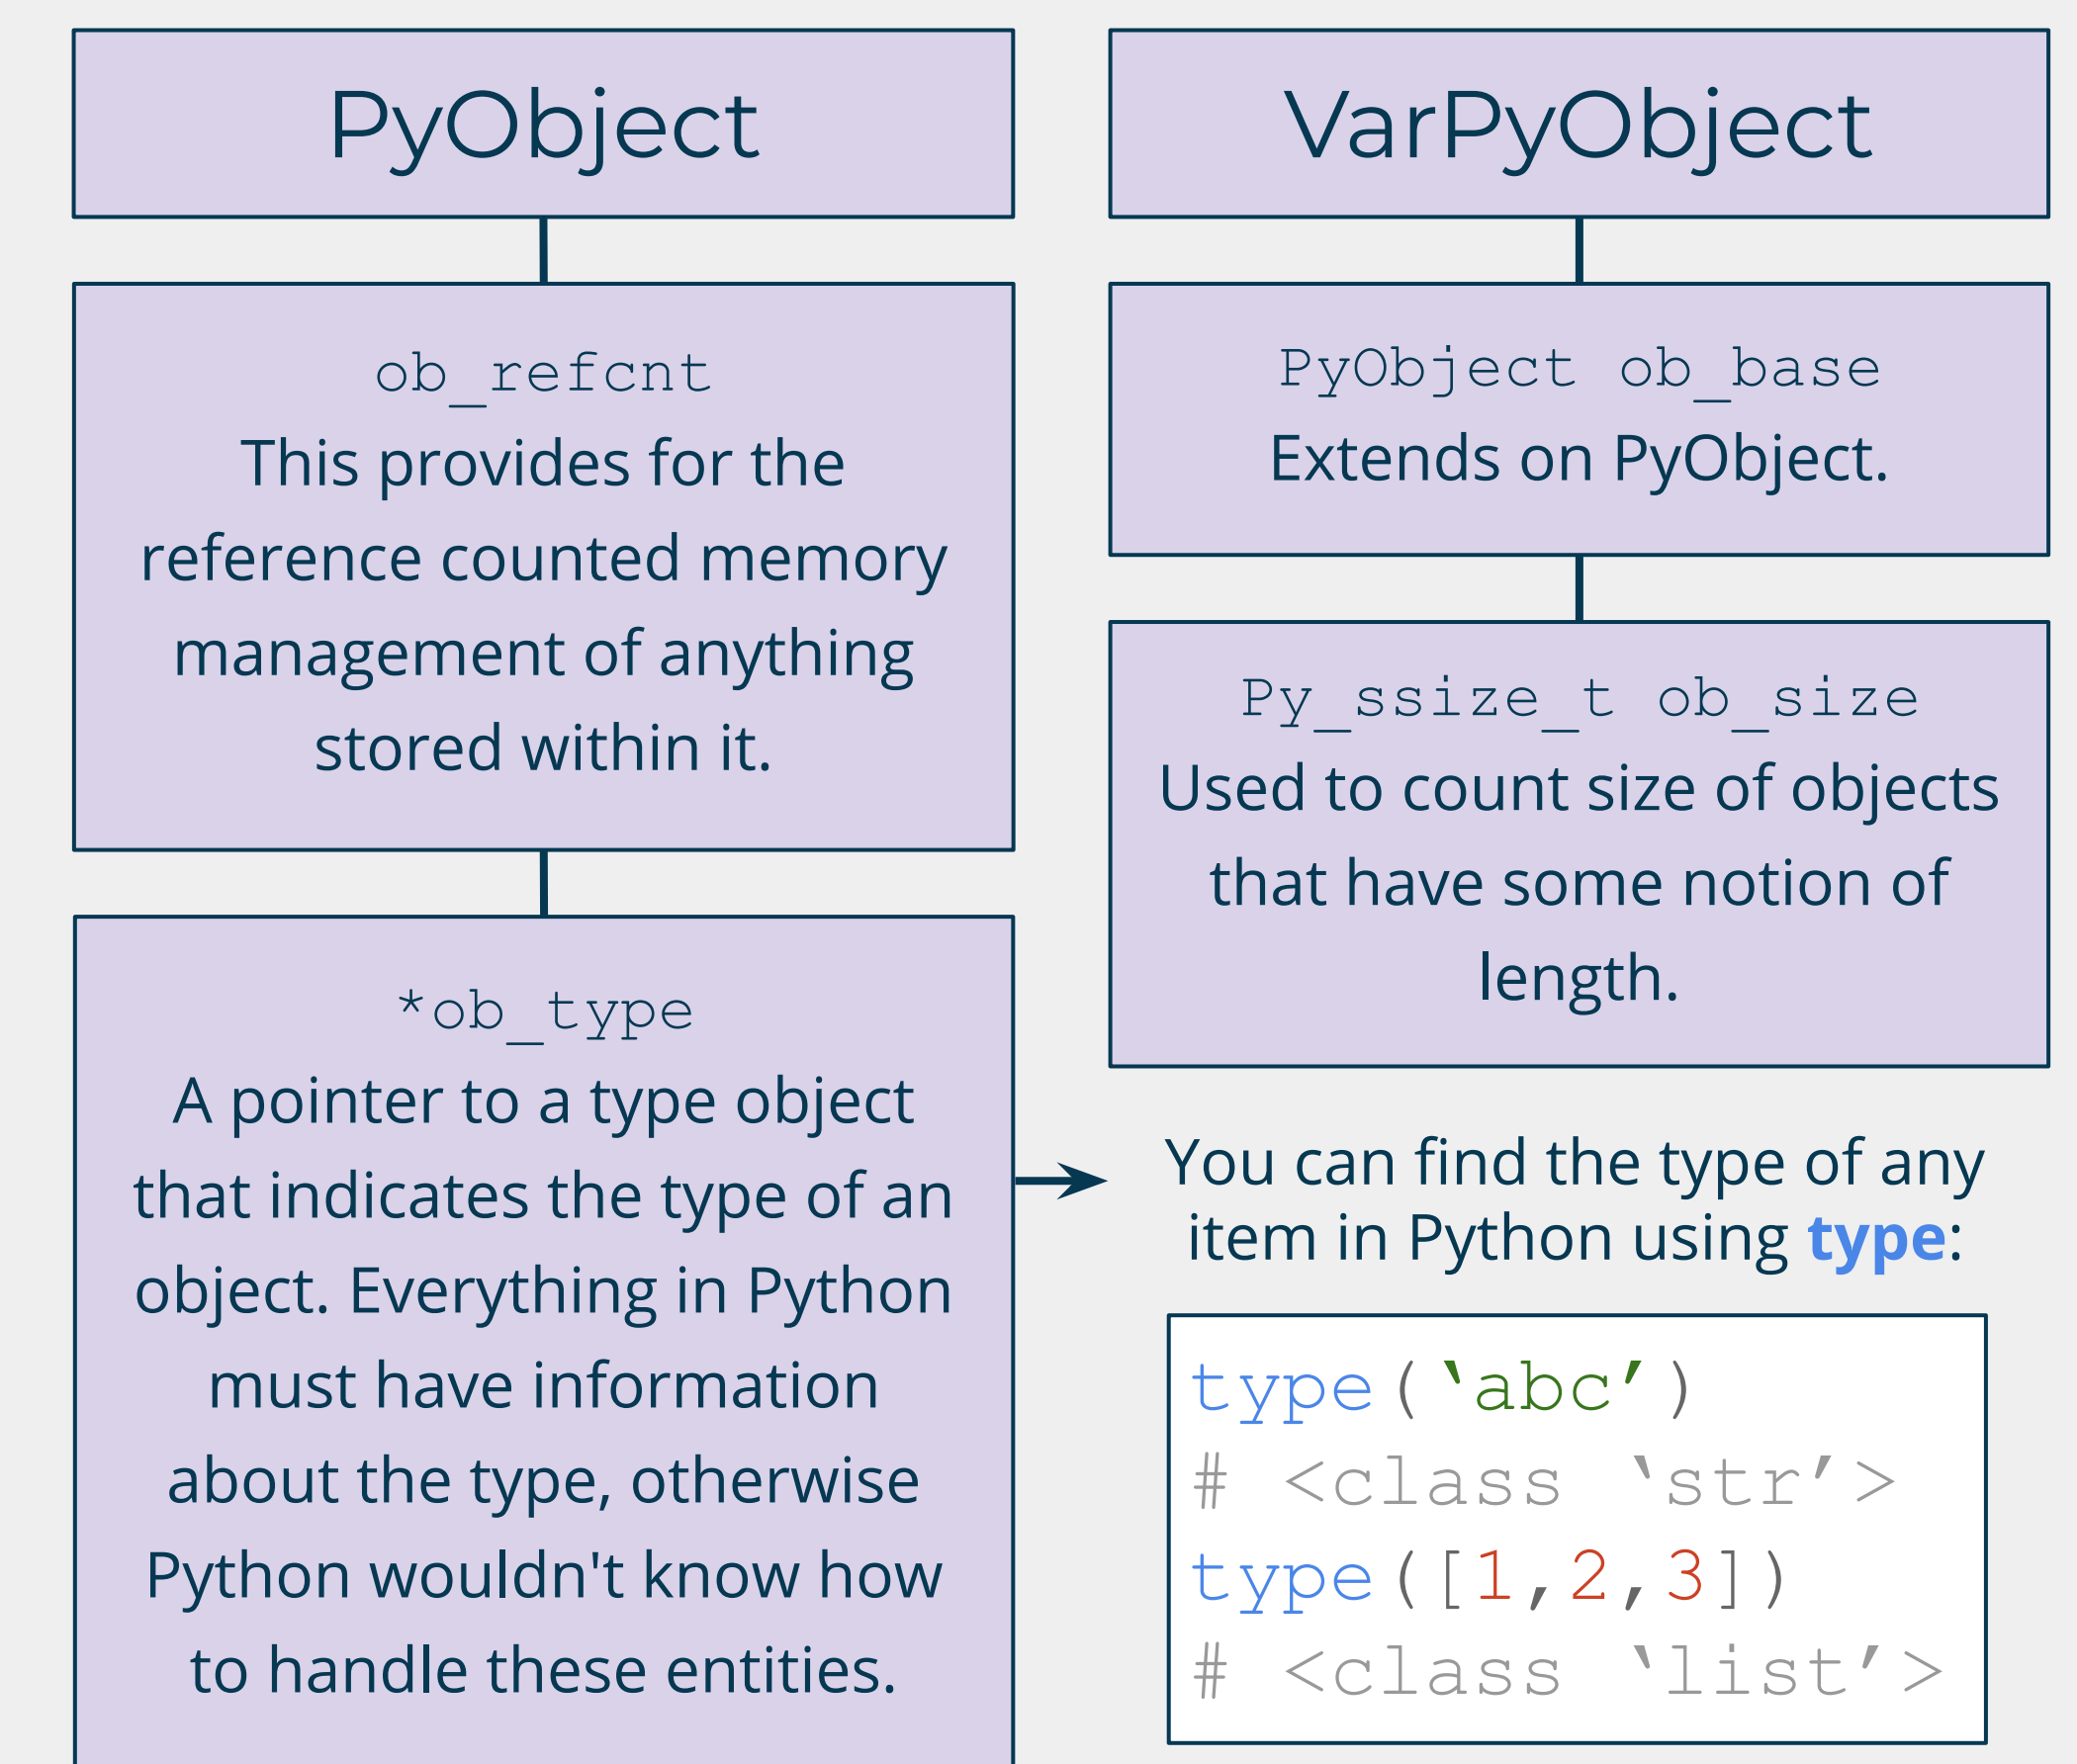 PyObject
ob_refcnt
This provides for the
reference counted memory
management of anything
stored within it.
*ob_type
A pointer to a type object
that indicates the type of an
object. Everything in Python
must have information
about the type, otherwise
Python wouldn't know how
to handle these entities.
VarPyObject
PyObject ob_base
Extends on PyObject.
Py_ssize_t ob_size
Used to count size of objects
that have some notion of
length.
You can find the type of any
item in Python using type:
type(‘abc’)
# <class ‘str’>
type([1,2,3])
# <class ‘list’>